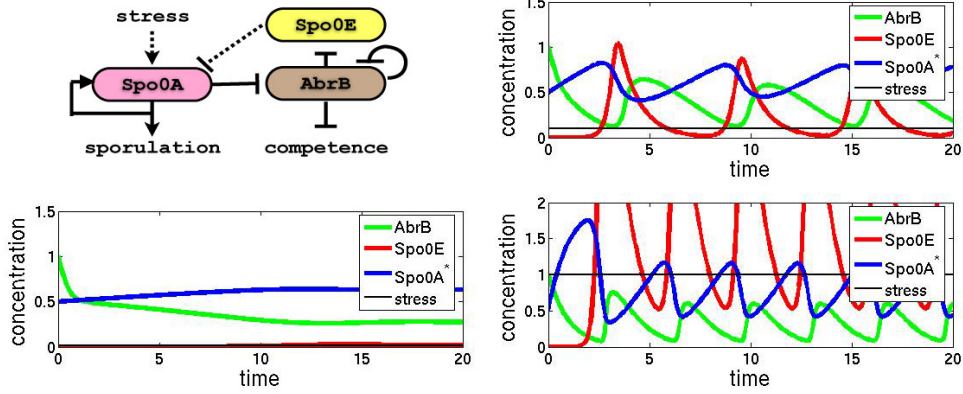 stress
Spo0E
Spo0A
AbrB
sporulation
competence
concentration
1.5
1
0.5
0
0
5
10
15
20
time
AbrB
Spo0E
Spo0A*
stress
concentration
1.5
1
0.5
0
0
5
10
15
20
time
AbrB
Spo0E
Spo0A*
stress
concentration
2
1.5
1
0.5
0
0
5
10
15
20
time
AbrB
Spo0E
Spo0A*
stress